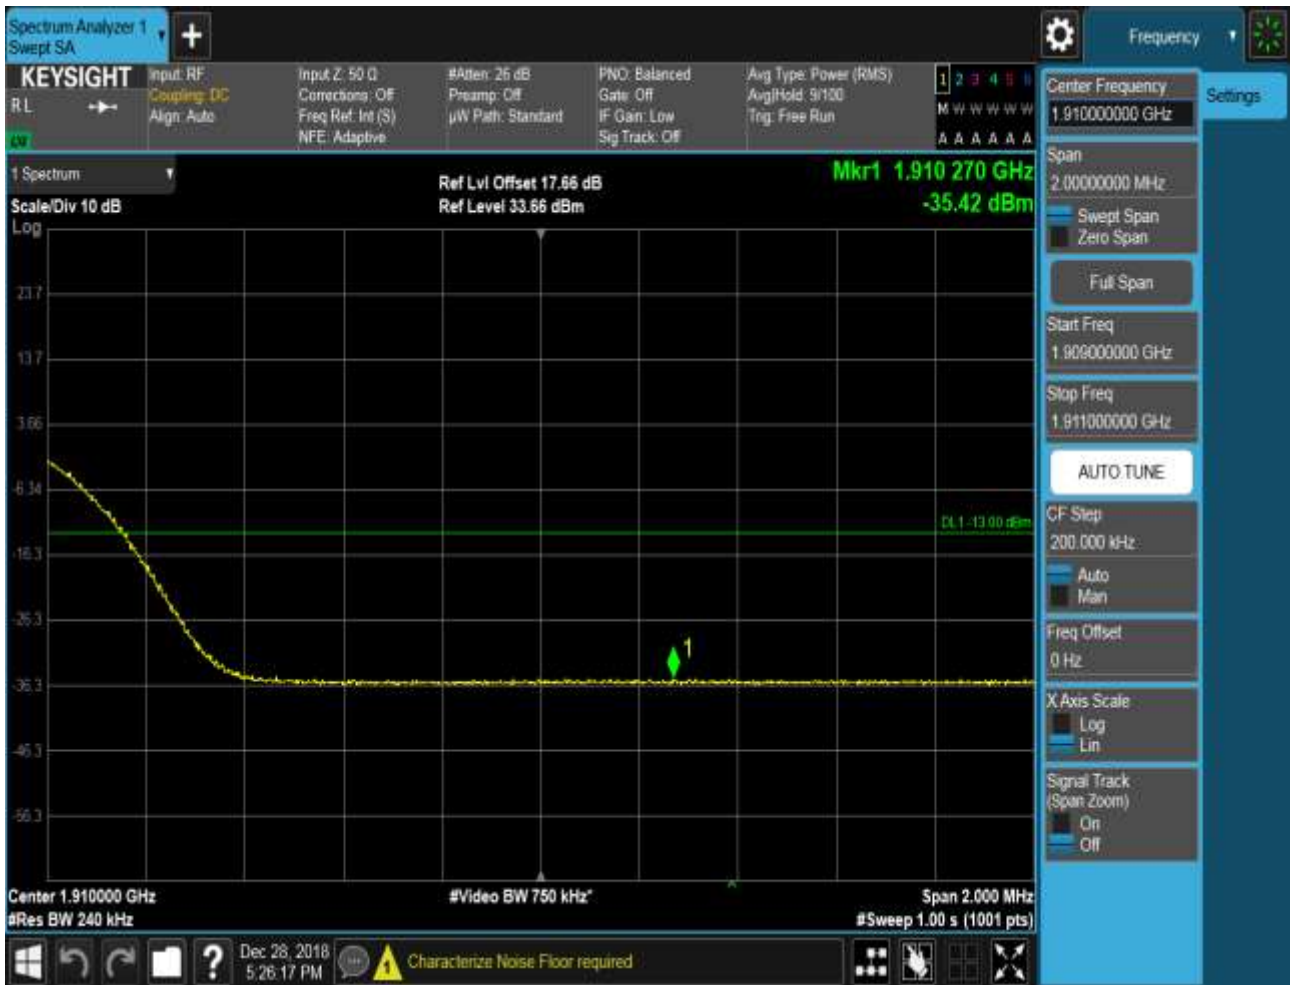 Spectrum Analyzer 1
Swept SA
+
Frequency
KEYSIGHT
RL
Input: RF
Coupling: DC
Align: Auto
Input Z: 50 Ω
Corrections: Off
Freq Ref: Int (S)
NFE: Adaptive
#Atten: 26 dB
Preamp: Off
µW Path: Standard
PNO: Balanced
Gate: Off
IF Gain: Low
Sig Track: Off
Avg Type: Power (RMS)
Avg|Hold: 9/100
Trig: Free Run
1 2 3 4 5 6
M W W W W W
A A A A A A
1 Spectrum
Scale/Div 10 dB
Ref Lvl Offset 17.66 dB
Ref Level 33.66 dBm
Mkr1 1.910 270 GHz
-35.42 dBm
Log
23.7
13.7
3.66
-6.34
-16.3
-26.3
-36.3
-46.3
-56.3
DL1 -13.00 dBm
1
Center 1.910000 GHz
#Res BW 240 kHz
#Video BW 750 kHz*
Span 2.000 MHz
#Sweep 1.00 s (1001 pts)
Center Frequency
1.910000000 GHz
Settings
Span
2.00000000 MHz
Swept Span
Zero Span
Full Span
Start Freq
1.909000000 GHz
Stop Freq
1.911000000 GHz
AUTO TUNE
CF Step
200.000 kHz
Auto
Man
Freq Offset
0 Hz
X Axis Scale
Log
Lin
Signal Track
(Span Zoom)
On
Off
?
Dec 28, 2018
5:26:17 PM
1
Characterize Noise Floor required